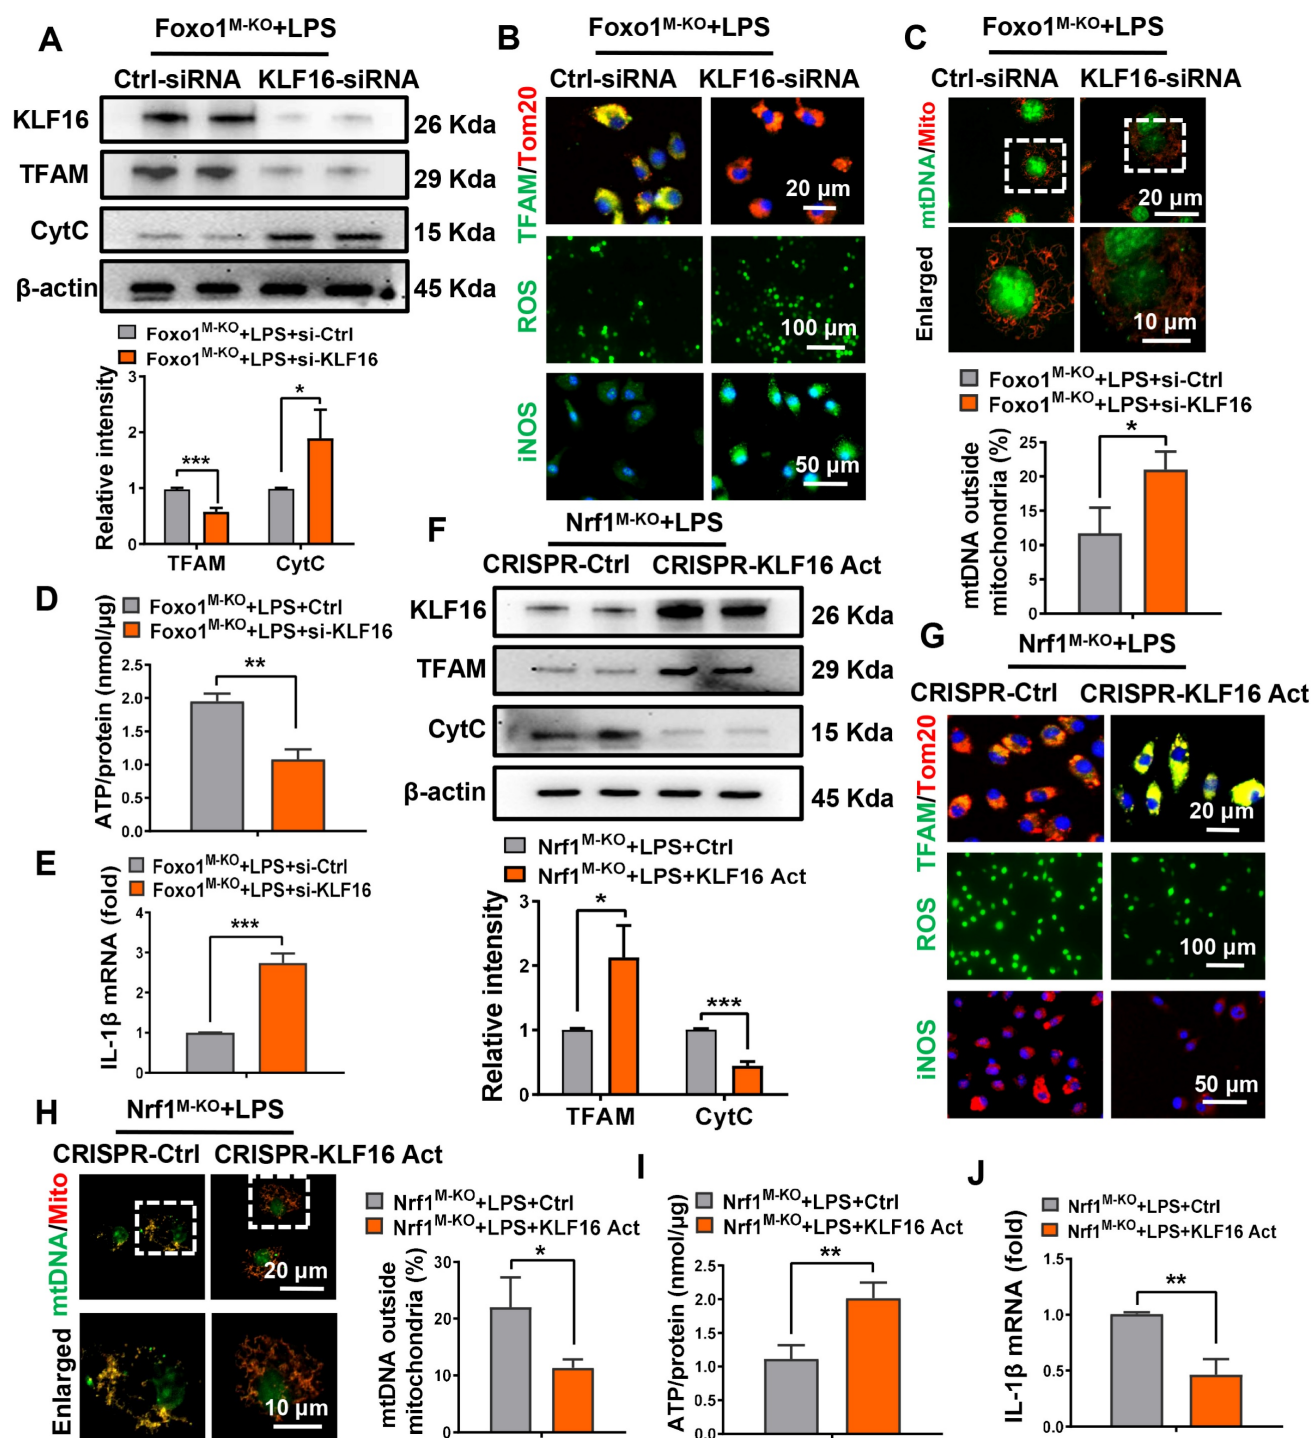 A
Foxo1M-KO+LPS
Ctrl-siRNA KLF16-siRNA
KLF16
26 Kda
TFAM
29 Kda
CytC
15 Kda
β-actin
45 Kda
Foxo1M-KO+LPS+si-Ctrl
Foxo1M-KO+LPS+si-KLF16
Relative intensity
3
2
1
0
***
*
TFAM CytC
B
Foxo1M-KO+LPS
Ctrl-siRNA KLF16-siRNA
TFAM/Tom20
20 µm
ROS
100 µm
iNOS
50 µm
C
Foxo1M-KO+LPS
Ctrl-siRNA KLF16-siRNA
mtDNA/Mito
20 µm
Enlarged
10 µm
Foxo1M-KO+LPS+si-Ctrl
Foxo1M-KO+LPS+si-KLF16
mtDNA outside
mitochondria (%)
25
20
15
10
5
0
*
D
Foxo1M-KO+LPS+Ctrl
Foxo1M-KO+LPS+si-KLF16
ATP/protein (nmol/µg)
2.5
2.0
1.5
1.0
0.5
0.0
**
E
Foxo1M-KO+LPS+si-Ctrl
Foxo1M-KO+LPS+si-KLF16
IL-1β mRNA (fold)
4
3
2
1
0
***
F
Nrf1M-KO+LPS
CRISPR-Ctrl CRISPR-KLF16 Act
KLF16
26 Kda
TFAM
29 Kda
CytC
15 Kda
β-actin
45 Kda
Nrf1M-KO+LPS+Ctrl
Nrf1M-KO+LPS+KLF16 Act
Relative intensity
3
2
1
0
*
***
TFAM CytC
G
Nrf1M-KO+LPS
CRISPR-Ctrl CRISPR-KLF16 Act
TFAM/Tom20
20 µm
ROS
100 µm
iNOS
50 µm
H
Nrf1M-KO+LPS
CRISPR-Ctrl CRISPR-KLF16 Act
mtDNA/Mito
20 µm
Enlarged
10 µm
Nrf1M-KO+LPS+Ctrl
Nrf1M-KO+LPS+KLF16 Act
mtDNA outside
mitochondria (%)
30
20
10
0
*
I
Nrf1M-KO+LPS+Ctrl
Nrf1M-KO+LPS+KLF16 Act
ATP/protein (nmol/µg)
2.5
2.0
1.5
1.0
0.5
0.0
**
J
Nrf1M-KO+LPS+Ctrl
Nrf1M-KO+LPS+KLF16 Act
IL-1β mRNA (fold)
1.5
1.0
0.5
0.0
**